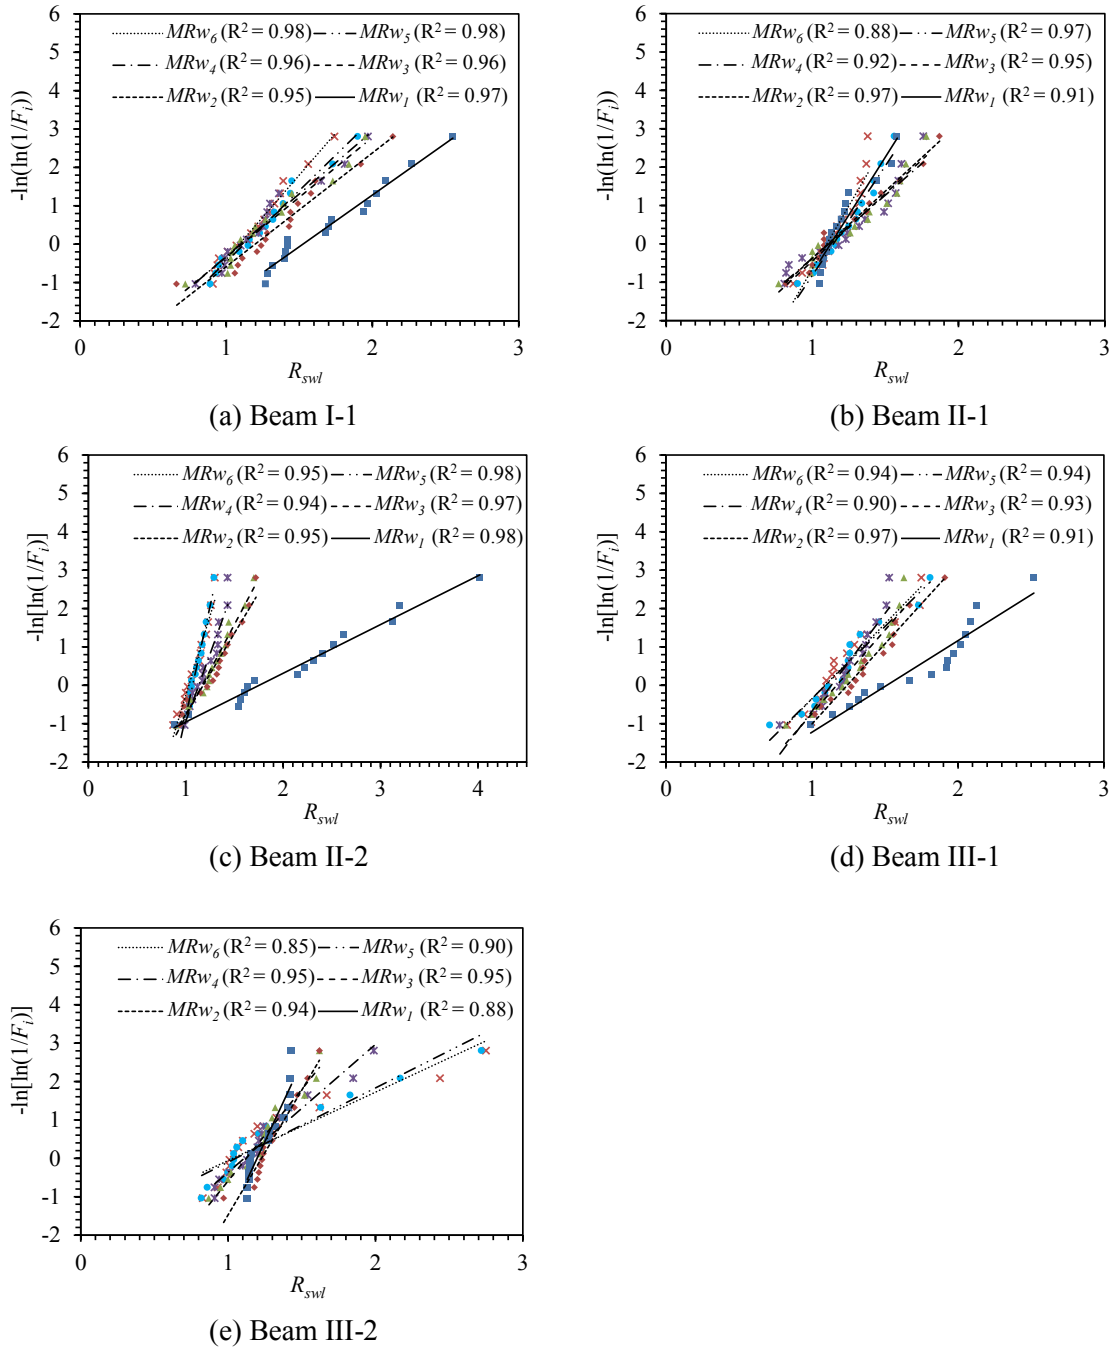 6
5
4
3
2
1
0
-1
-2
-ln(ln(1/Fi))
MRw6 (R² = 0.98) MRw5 (R² = 0.98)
MRw4 (R² = 0.96) MRw3 (R² = 0.96)
MRw2 (R² = 0.95) MRw1 (R² = 0.97)
0 1 2 3
Rswl
(a) Beam I-1
6
5
4
3
2
1
0
-1
-2
-ln(ln(1/Fi))
MRw6 (R² = 0.88) MRw5 (R² = 0.97)
MRw4 (R² = 0.92) MRw3 (R² = 0.95)
MRw2 (R² = 0.97) MRw1 (R² = 0.91)
0 1 2 3
Rswl
(b) Beam II-1
6
5
4
3
2
1
0
-1
-2
-ln[ln(1/Fi)]
MRw6 (R² = 0.95) MRw5 (R² = 0.98)
MRw4 (R² = 0.94) MRw3 (R² = 0.97)
MRw2 (R² = 0.95) MRw1 (R² = 0.98)
0 1 2 3 4
Rswl
(c) Beam II-2
6
5
4
3
2
1
0
-1
-2
-ln[ln(1/Fi)]
MRw6 (R² = 0.94) MRw5 (R² = 0.94)
MRw4 (R² = 0.90) MRw3 (R² = 0.93)
MRw2 (R² = 0.97) MRw1 (R² = 0.91)
0 1 2 3
Rswl
(d) Beam III-1
6
5
4
3
2
1
0
-1
-2
-ln[ln(1/Fi)]
MRw6 (R² = 0.85) MRw5 (R² = 0.90)
MRw4 (R² = 0.95) MRw3 (R² = 0.95)
MRw2 (R² = 0.94) MRw1 (R² = 0.88)
0 1 2 3
Rswl
(e) Beam III-2